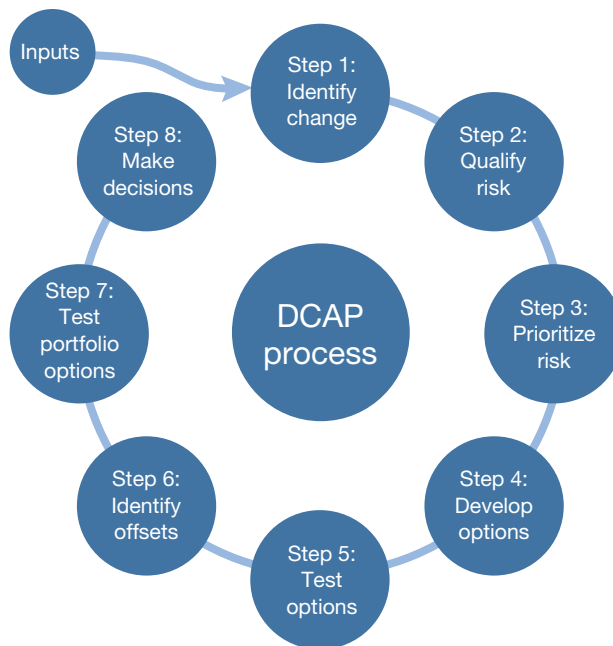 Inputs
Step 1:
Identify
change
Step 2:
Qualify
risk
Step 3:
Prioritize
risk
Step 4:
Develop
options
Step 5:
Test
options
Step 6:
Identify
offsets
Step 7:
Test
portfolio
options
Step 8:
Make
decisions
DCAP
process